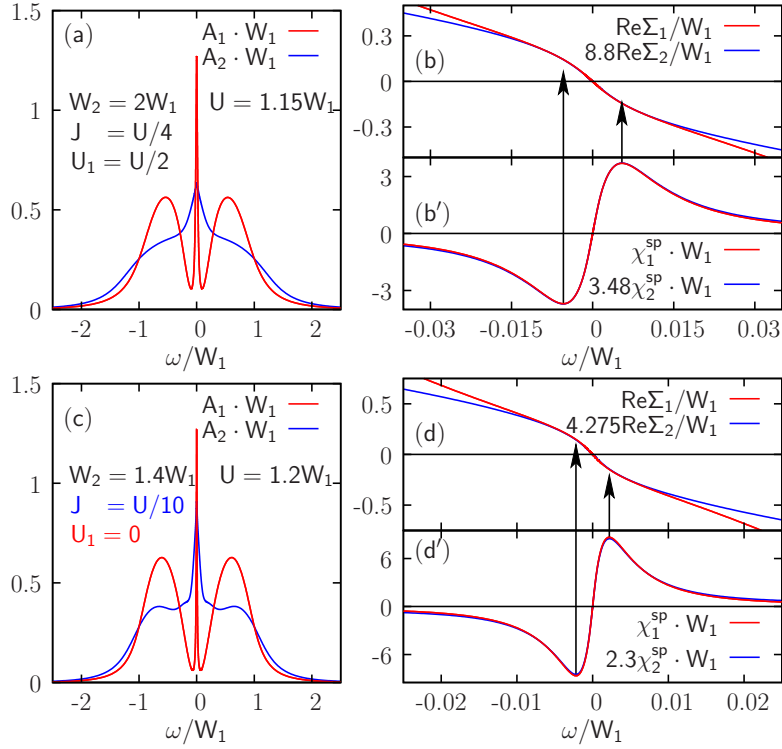 (a)
A₁ · W₁
A₂ · W₁
W₂ = 2W₁ U = 1.15W₁
J = U/4
U₁ = U/2
1.5
1
0.5
0
-2 -1 0 1 2
ω/W₁
(b)
ReΣ₁/W₁
8.8ReΣ₂/W₁
0.3
0
-0.3
(b′)
χ₁ˢᵖ · W₁
3.48χ₂ˢᵖ · W₁
3
0
-3
-0.03 -0.015 0 0.015 0.03
ω/W₁
(c)
A₁ · W₁
A₂ · W₁
W₂ = 1.4W₁ U = 1.2W₁
J = U/10
U₁ = 0
1.5
1
0.5
0
-2 -1 0 1 2
ω/W₁
(d)
ReΣ₁/W₁
4.275ReΣ₂/W₁
0.5
0
-0.5
(d′)
χ₁ˢᵖ · W₁
2.3χ₂ˢᵖ · W₁
6
0
-6
-0.02 -0.01 0 0.01 0.02
ω/W₁